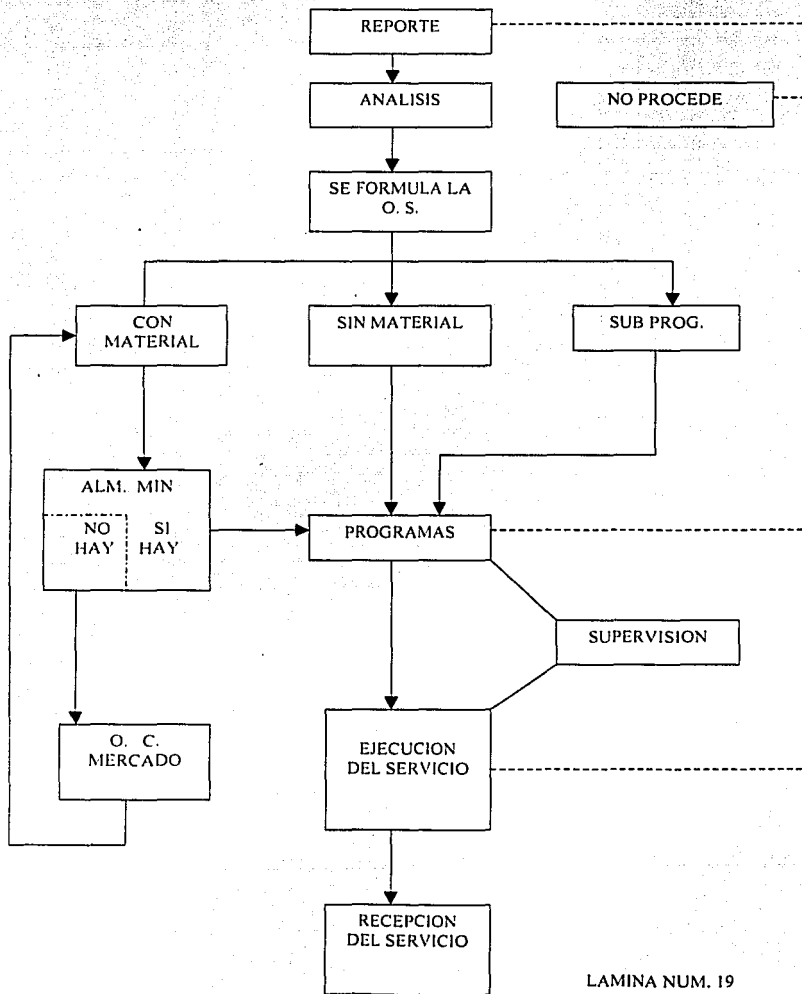 REPORTE
ANALISIS
NO PROCEDE
SE FORMULA LA
O. S.
CON
MATERIAL
SIN MATERIAL
SUB PROG.
ALM. MIN
NO
HAY
SI
HAY
PROGRAMAS
SUPERVISION
O. C.
MERCADO
EJECUCION
DEL SERVICIO
RECEPCION
DEL SERVICIO
LAMINA NUM. 19